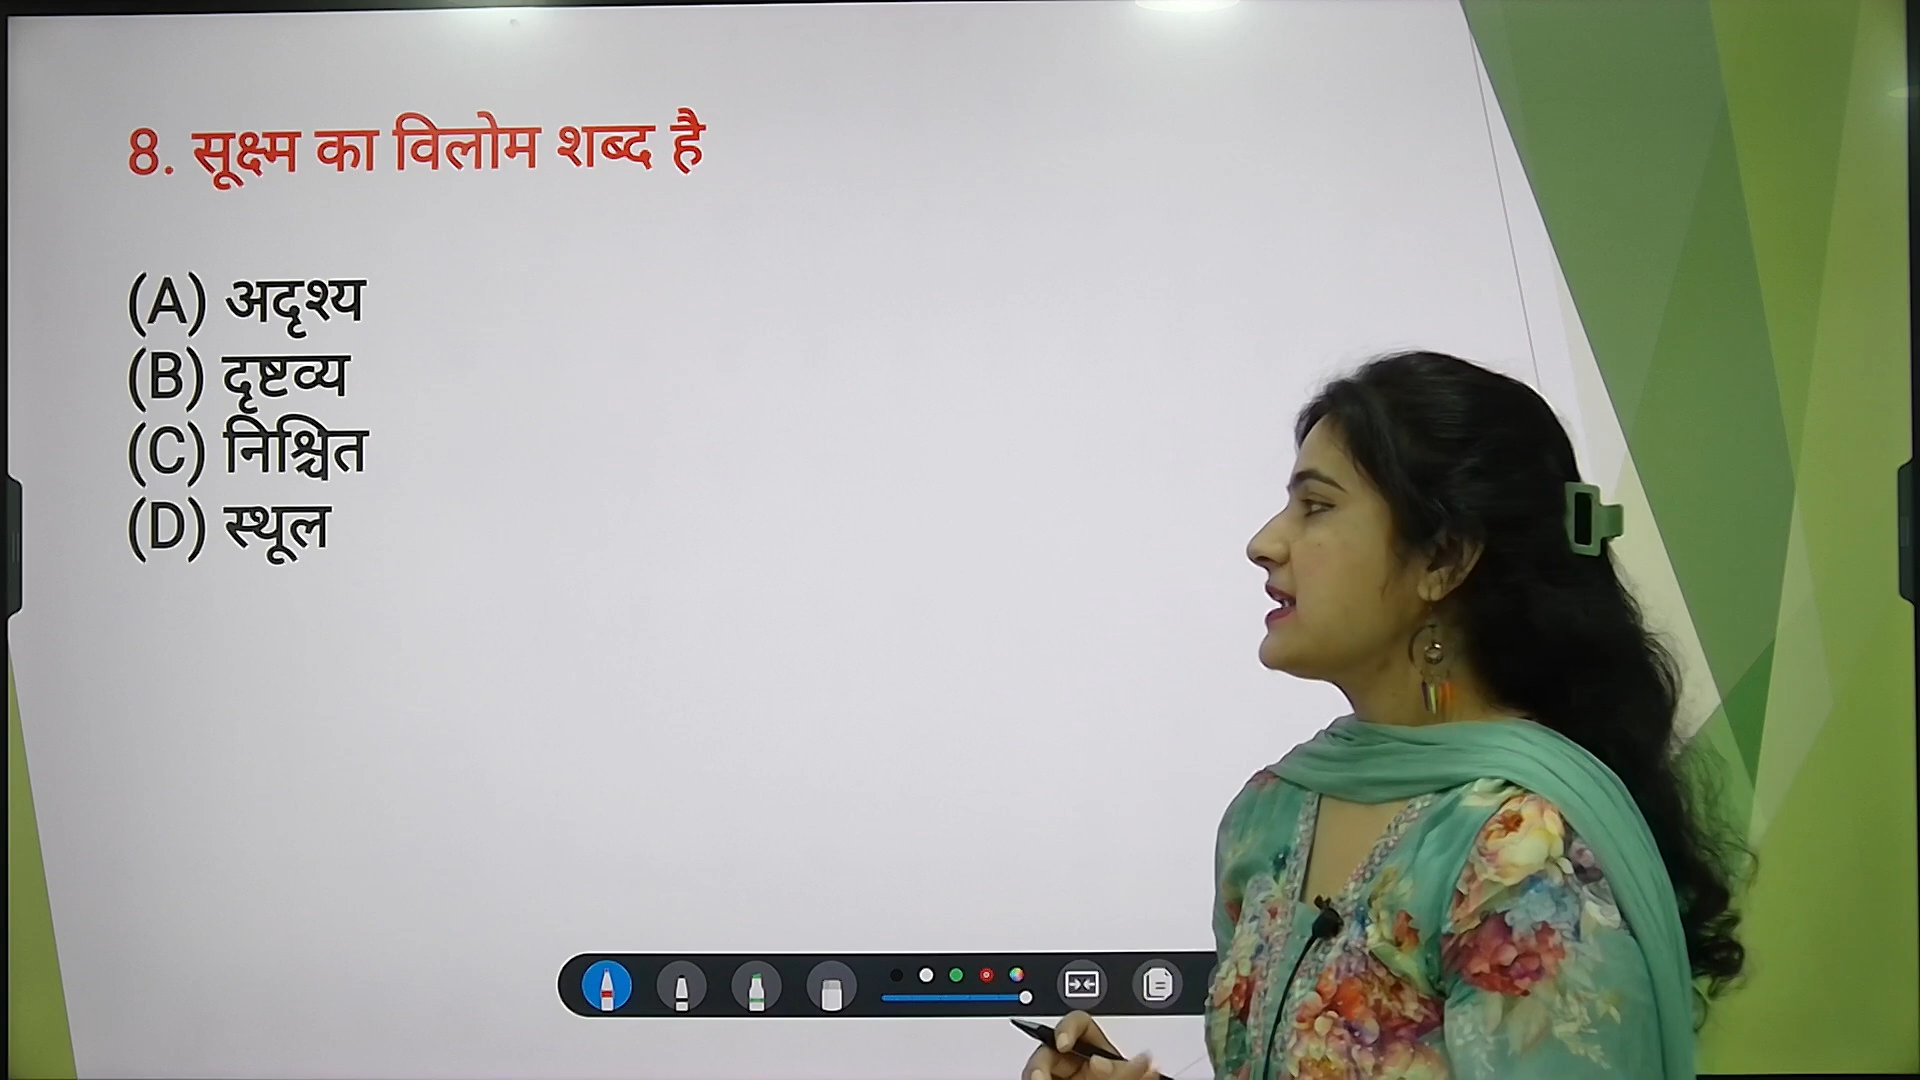 8. सूक्ष्म का विलोम शब्द है
(A) अदृश्य
(B) दृष्टव्य
(C) निश्चित
(D) स्थूल